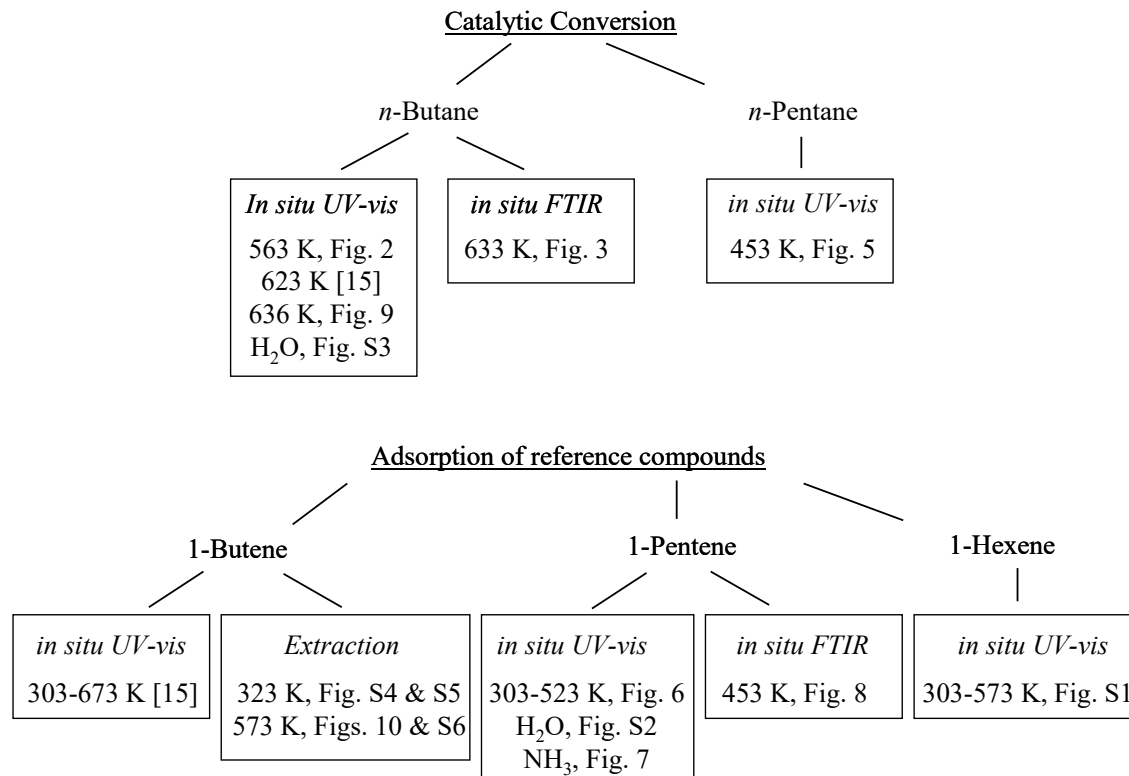 Catalytic Conversion
n-Butane
n-Pentane
In situ UV-vis
563 K, Fig. 2
623 K [15]
636 K, Fig. 9
H₂O, Fig. S3
in situ FTIR
633 K, Fig. 3
in situ UV-vis
453 K, Fig. 5
Adsorption of reference compounds
1-Butene
1-Pentene
1-Hexene
in situ UV-vis
303-673 K [15]
Extraction
323 K, Fig. S4 & S5
573 K, Figs. 10 & S6
in situ UV-vis
303-523 K, Fig. 6
H₂O, Fig. S2
NH₃, Fig. 7
in situ FTIR
453 K, Fig. 8
in situ UV-vis
303-573 K, Fig. S1